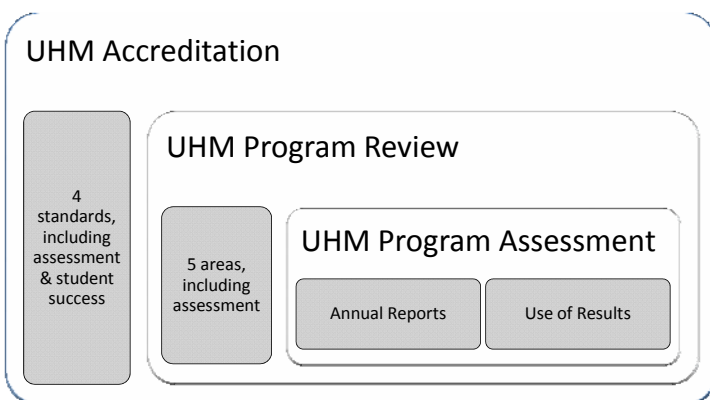 UHM Accreditation
4
standards,
including
assessment
& student
success
UHM Program Review
5 areas,
including
assessment
UHM Program Assessment
Annual Reports
Use of Results